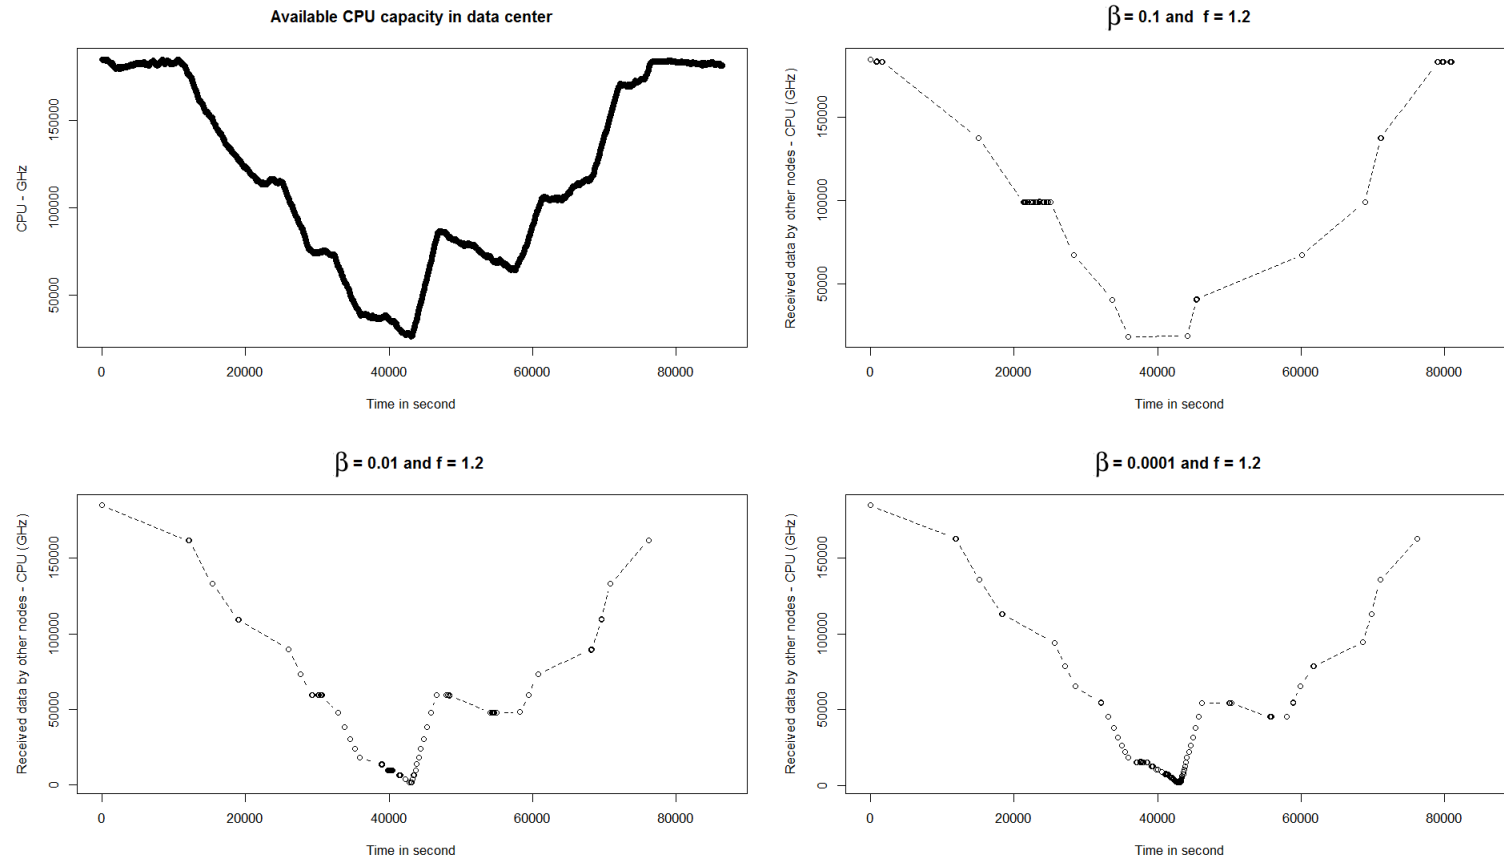 Available CPU capacity in data center
CPU - GHz
150000
100000
50000
0 20000 40000 60000 80000
Time in second
β = 0.1 and f = 1.2
Received data by other nodes - CPU (GHz)
150000
100000
50000
0 20000 40000 60000 80000
Time in second
β = 0.01 and f = 1.2
Received data by other nodes - CPU (GHz)
150000
100000
50000
0
0 20000 40000 60000 80000
Time in second
β = 0.0001 and f = 1.2
Received data by other nodes - CPU (GHz)
150000
100000
50000
0
0 20000 40000 60000 80000
Time in second